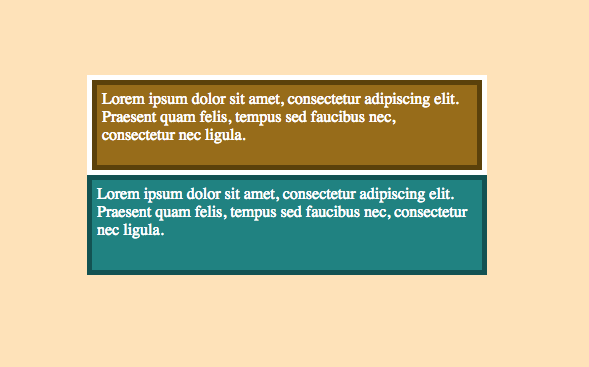 Lorem ipsum dolor sit amet, consectetur adipiscing elit.
Praesent quam felis, tempus sed faucibus nec,
consectetur nec ligula.
Lorem ipsum dolor sit amet, consectetur adipiscing elit.
Praesent quam felis, tempus sed faucibus nec, consectetur
nec ligula.